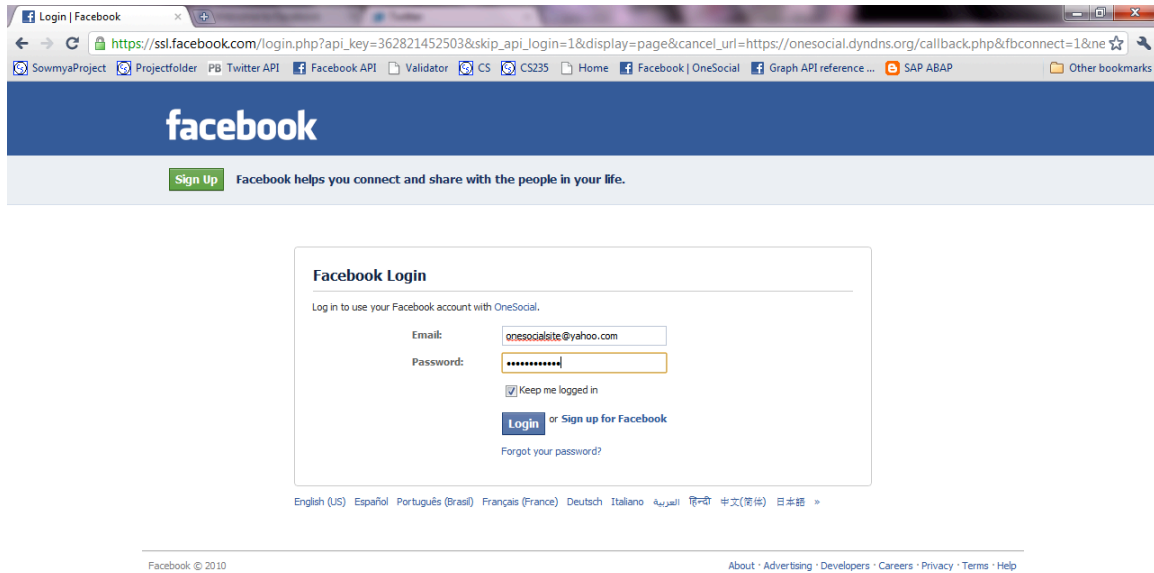 Login | Facebook
https://ssl.facebook.com/login.php?api_key=362821452503&skip_api_login=1&display=page&cancel_url=https://onesocial.dyndns.org/callback.php&fbconnect=1&ne
SowmyaProject Projectfolder PB Twitter API Facebook API Validator CS CS235 Home Facebook | OneSocial Graph API reference ... SAP ABAP Other bookmarks
facebook
Sign Up Facebook helps you connect and share with the people in your life.
Facebook Login
Log in to use your Facebook account with OneSocial.
Email: onesocialsite@yahoo.com
Password: ••••••••••••
Keep me logged in
Login or Sign up for Facebook
Forgot your password?
English (US) Español Português (Brasil) Français (France) Deutsch Italiano العربية हिन्दी 中文(简体) 日本語 »
Facebook © 2010 About · Advertising · Developers · Careers · Privacy · Terms · Help